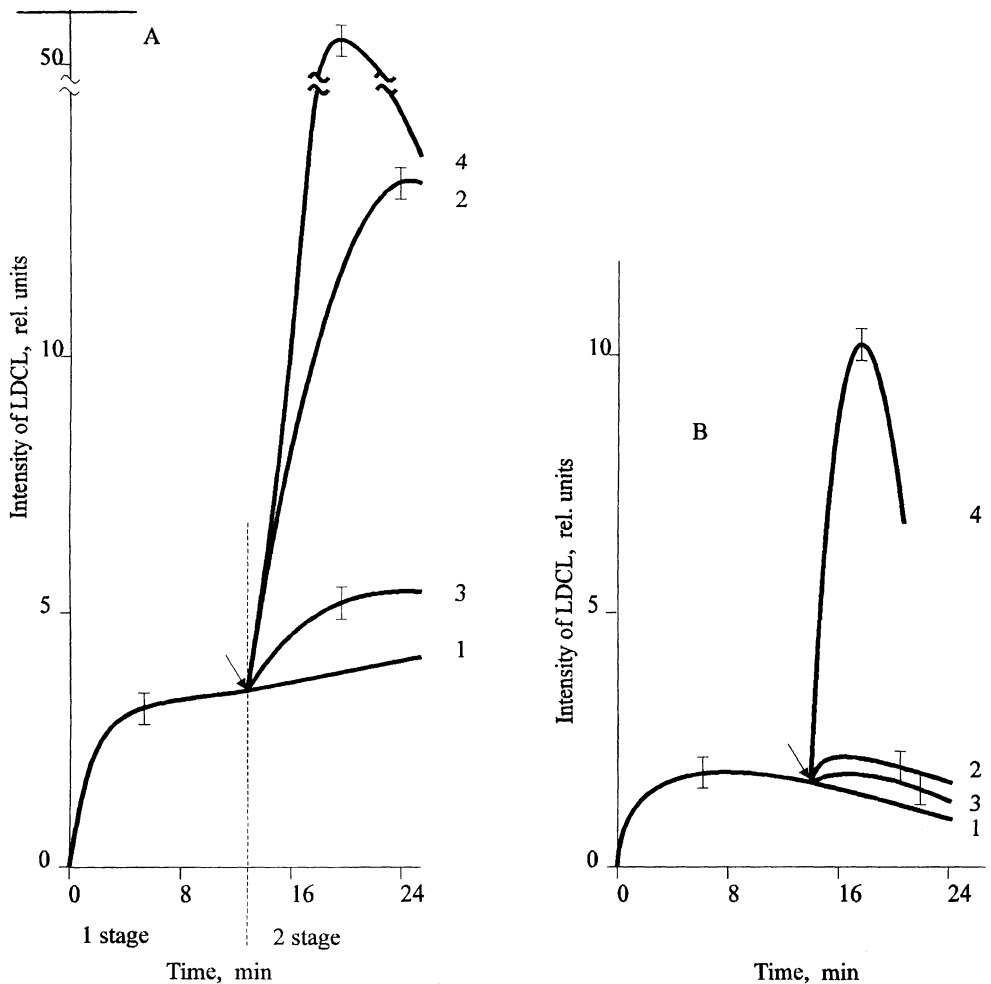 A
50
4
2
10
Intensity of LDCL, rel. units
3
5
1
0
0 8 16 24
1 stage 2 stage
Time, min
10
B
Intensity of LDCL, rel. units
4
5
2
3
1
0
0 8 16 24
Time, min